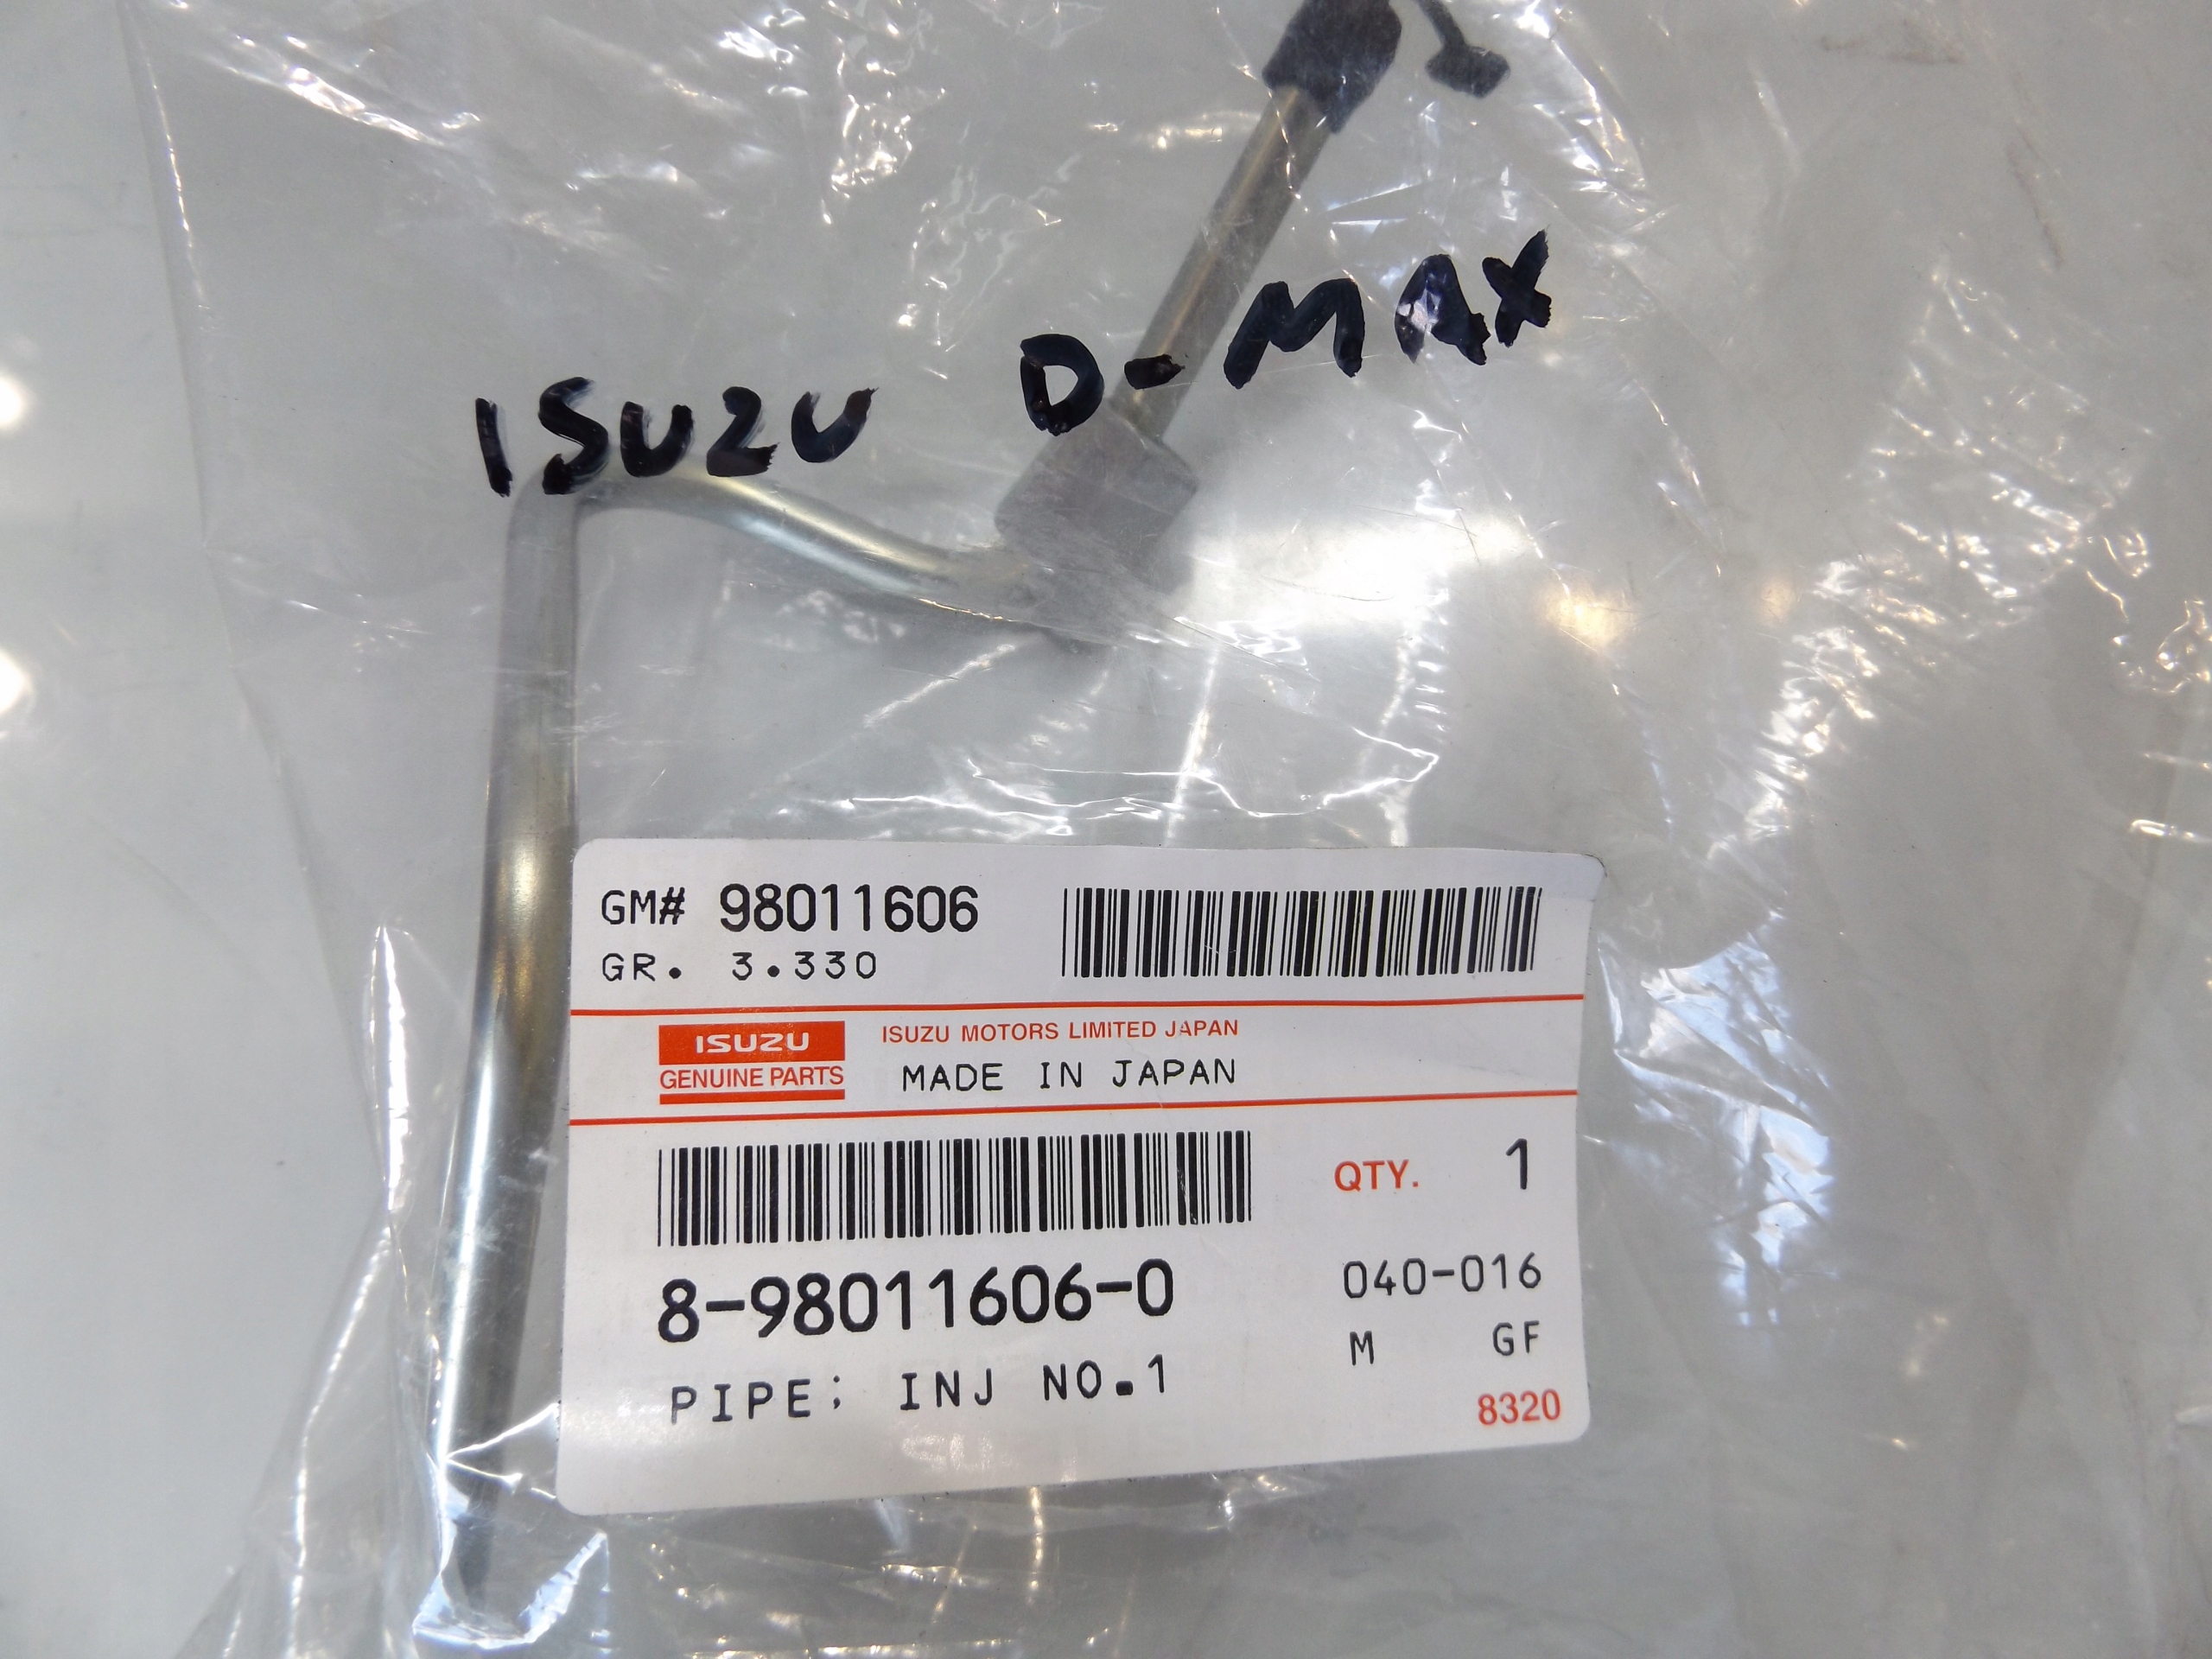 ISUZU D-MAX
GM# 98011606
GR. 3.330
ISUZU
GENUINE PARTS
ISUZU MOTORS LIMITED JAPAN
MADE IN JAPAN
QTY. 1
8-98011606-0
040-016
M GF
PIPE; INJ NO.1
8320